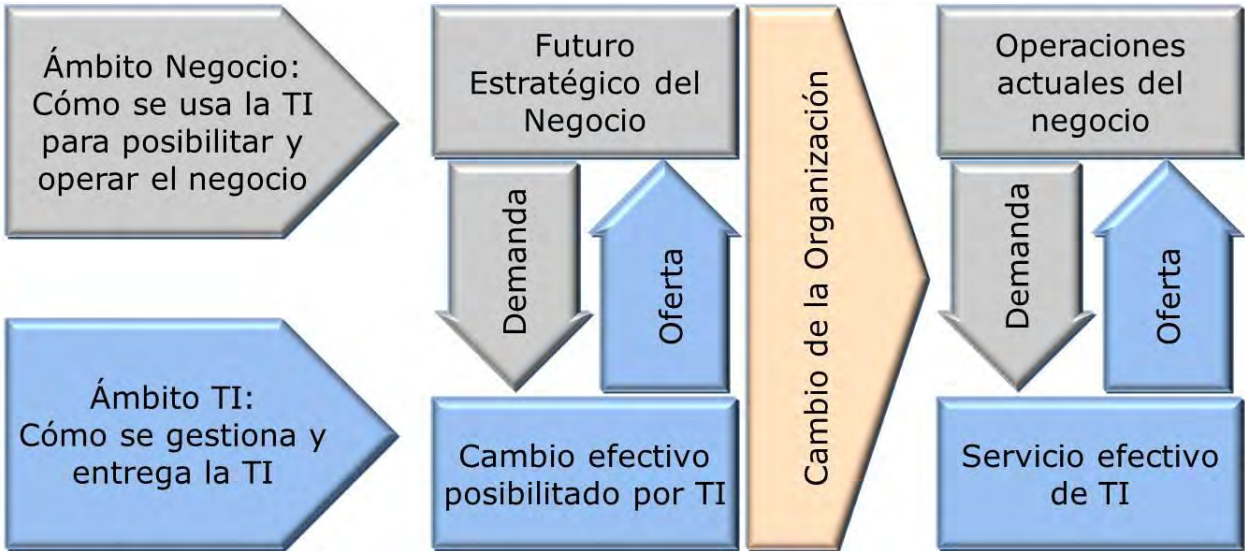 Ámbito Negocio:
Cómo se usa la TI
para posibilitar y
operar el negocio
Futuro
Estratégico del
Negocio
Demanda
Oferta
Cambio de la Organización
Operaciones
actuales del
negocio
Demanda
Oferta
Ámbito TI:
Cómo se gestiona y
entrega la TI
Cambio efectivo
posibilitado por TI
Servicio efectivo
de TI